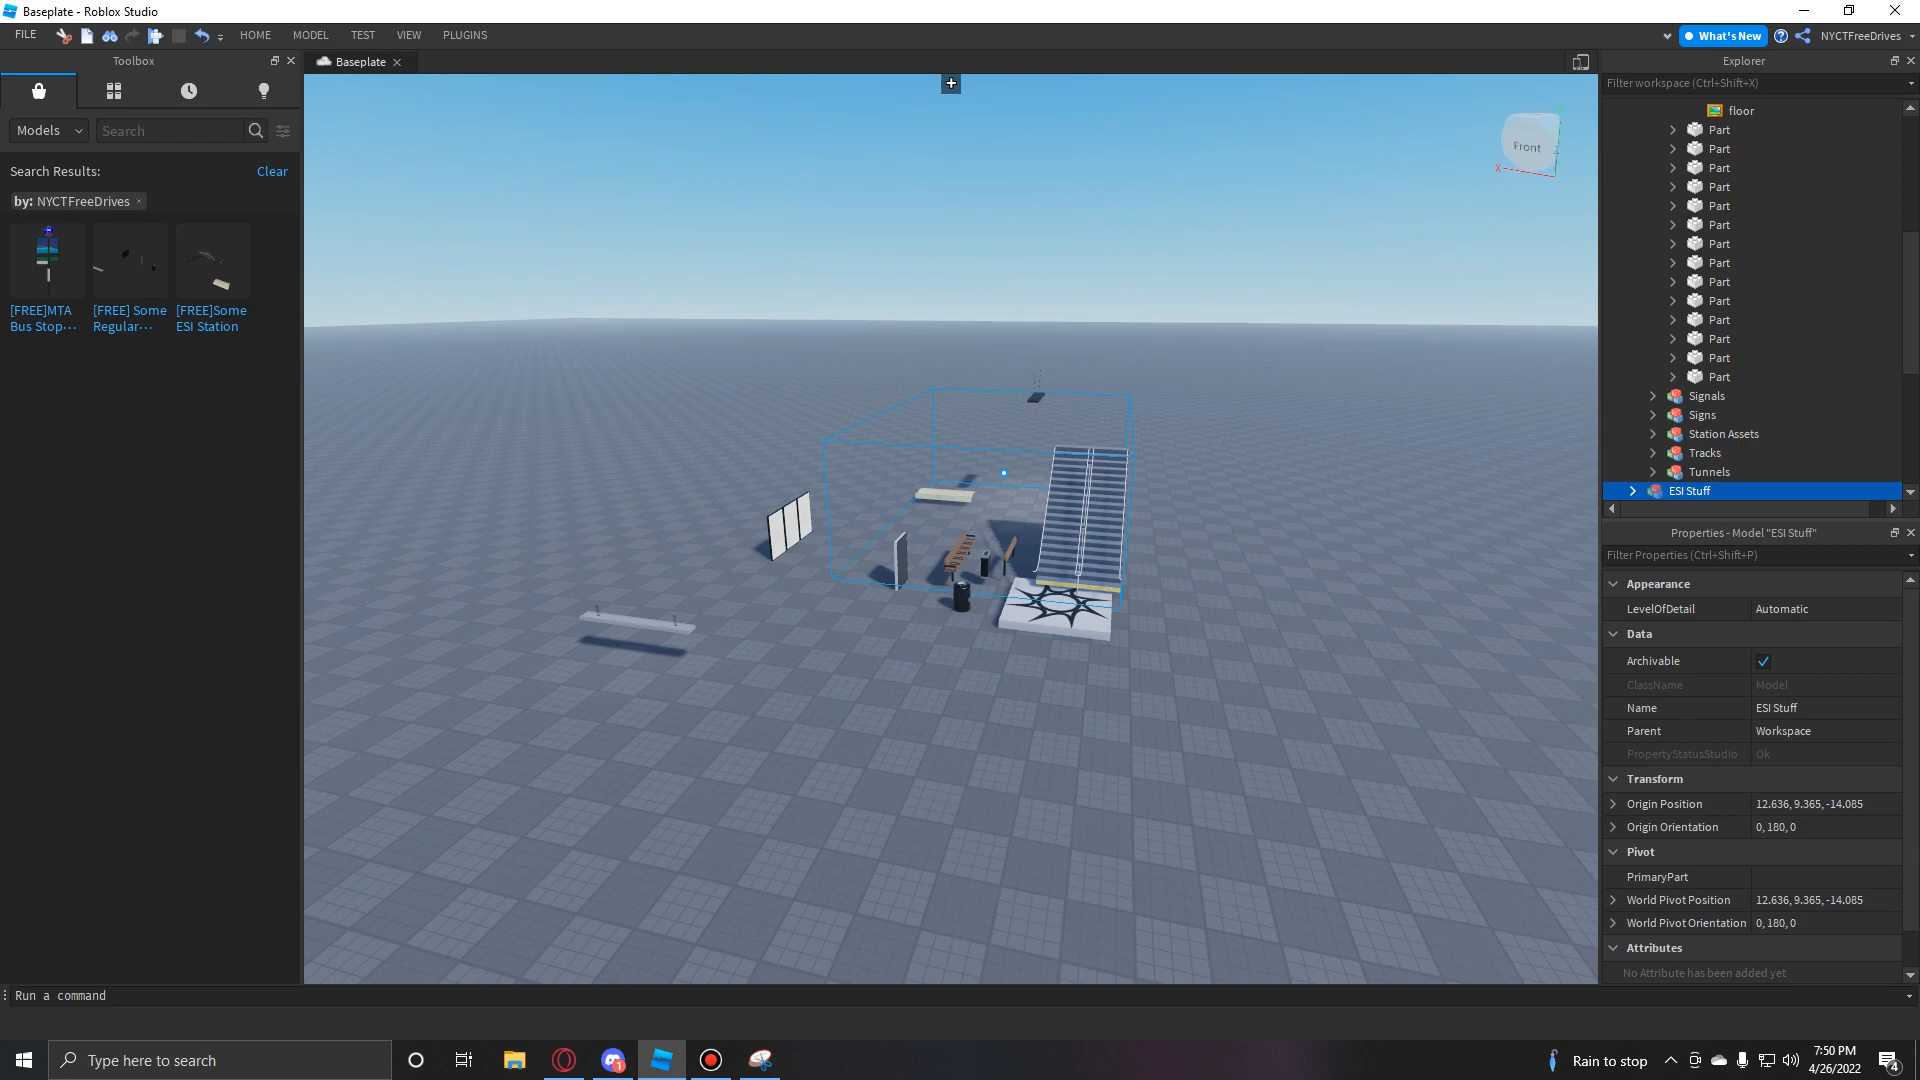 Baseplate - Roblox Studio
FILE
HOME
MODEL
TEST
VIEW
PLUGINS
What's New
NYCTFreeDrives
Toolbox
Baseplate
Explorer
Filter workspace (Ctrl+Shift+X)
Models
Search
Search Results:
Clear
by: NYCTFreeDrives
[FREE]MTA
Bus Stop...
[FREE] Some
Regular...
[FREE]Some
ESI Station
Front
X
floor
Part
Part
Part
Part
Part
Part
Part
Part
Part
Part
Part
Part
Part
Part
Signals
Signs
Station Assets
Tracks
Tunnels
ESI Stuff
Properties - Model "ESI Stuff"
Filter Properties (Ctrl+Shift+P)
Appearance
LevelOfDetail Automatic
Data
Archivable
ClassName Model
Name ESI Stuff
Parent Workspace
PropertyStatusStudio Ok
Transform
Origin Position 12.636, 9.365, -14.085
Origin Orientation 0, 180, 0
Pivot
PrimaryPart
World Pivot Position 12.636, 9.365, -14.085
World Pivot Orientation 0, 180, 0
Attributes
No Attribute has been added yet
Run a command
Type here to search
1
Rain to stop
7:50 PM
4/26/2022
4